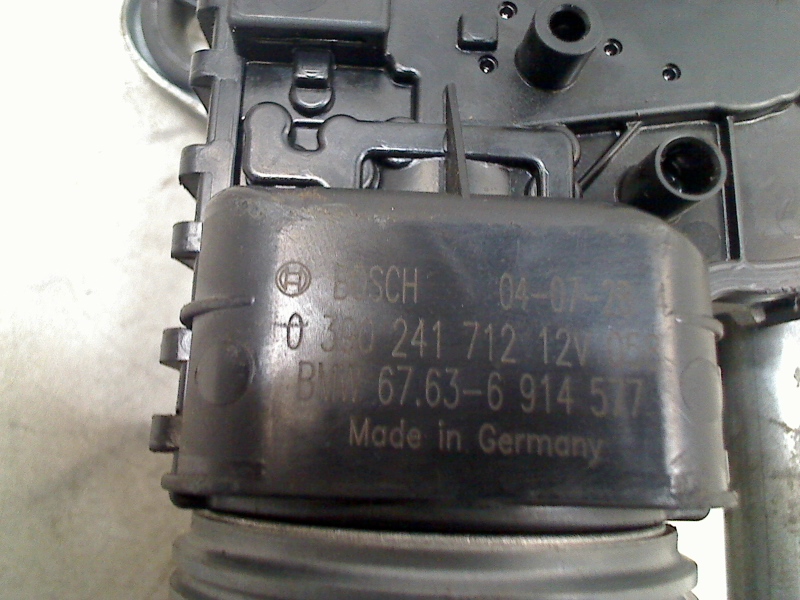 BOSCH 04-07-28
0 390 241 712 12V
BMW 67.63-6 914 577
Made in Germany